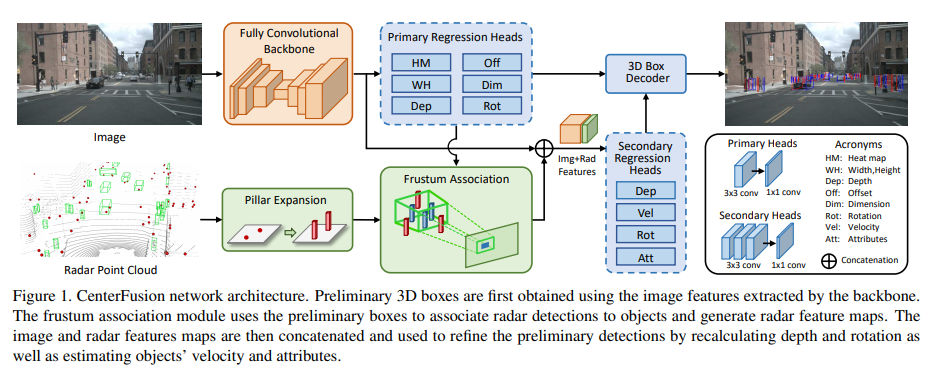 Fully Convolutional
Backbone
Primary Regression Heads
HM
Off
WH
Dim
Dep
Rot
3D Box
Decoder
Image
Img+Rad
Features
Secondary
Regression
Heads
Dep
Vel
Rot
Att
Pillar Expansion
Frustum Association
Radar Point Cloud
Primary Heads
3x3 conv
1x1 conv
Secondary Heads
3x3 conv
1x1 conv
Acronyms
HM: Heat map
WH: Width,Height
Dep: Depth
Off: Offset
Dim: Dimension
Rot: Rotation
Vel: Velocity
Att: Attributes
Concatenation
Figure 1. CenterFusion network architecture. Preliminary 3D boxes are first obtained using the image features extracted by the backbone.
The frustum association module uses the preliminary boxes to associate radar detections to objects and generate radar feature maps. The
image and radar features maps are then concatenated and used to refine the preliminary detections by recalculating depth and rotation as
well as estimating objects' velocity and attributes.